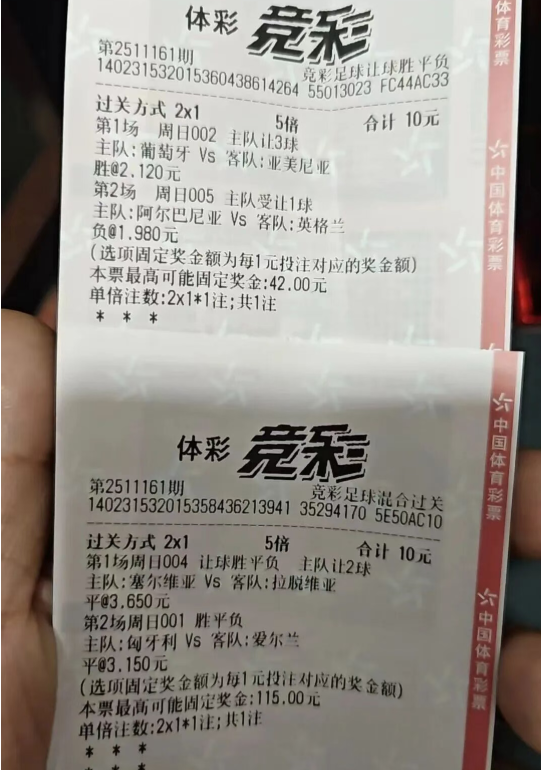 体彩 竞彩
第2511161期 竞彩足球让球胜平负
140231532015360438614264 55013023 FC44AC33
过关方式 2x1 5倍 合计 10元
第1场 周日002 主队让3球
主队:葡萄牙 Vs 客队:亚美尼亚
胜@2.120元
第2场 周日005 主队受让1球
主队:阿尔巴尼亚 Vs 客队:英格兰
负@1.980元
(选项固定奖金额为每1元投注对应的奖金额)
本票最高可能固定奖金:42.00元
单倍注数:2x1*1注;共1注
* * *
体育彩票
中国体育彩票
体彩 竞彩
第2511161期 竞彩足球混合过关
140231532015358436213941 35294170 5E50AC10
过关方式 2x1 5倍 合计 10元
第1场周日004 让球胜平负 主队让2球
主队:塞尔维亚 Vs 客队:拉脱维亚
平@3.650元
第2场周日001 胜平负
主队:匈牙利 Vs 客队:爱尔兰
平@3.150元
(选项固定奖金额为每1元投注对应的奖金额)
本票最高可能固定奖金:115.00元
单倍注数:2x1*1注;共1注
* * *
* * *
中国体育彩票
中国体育彩票